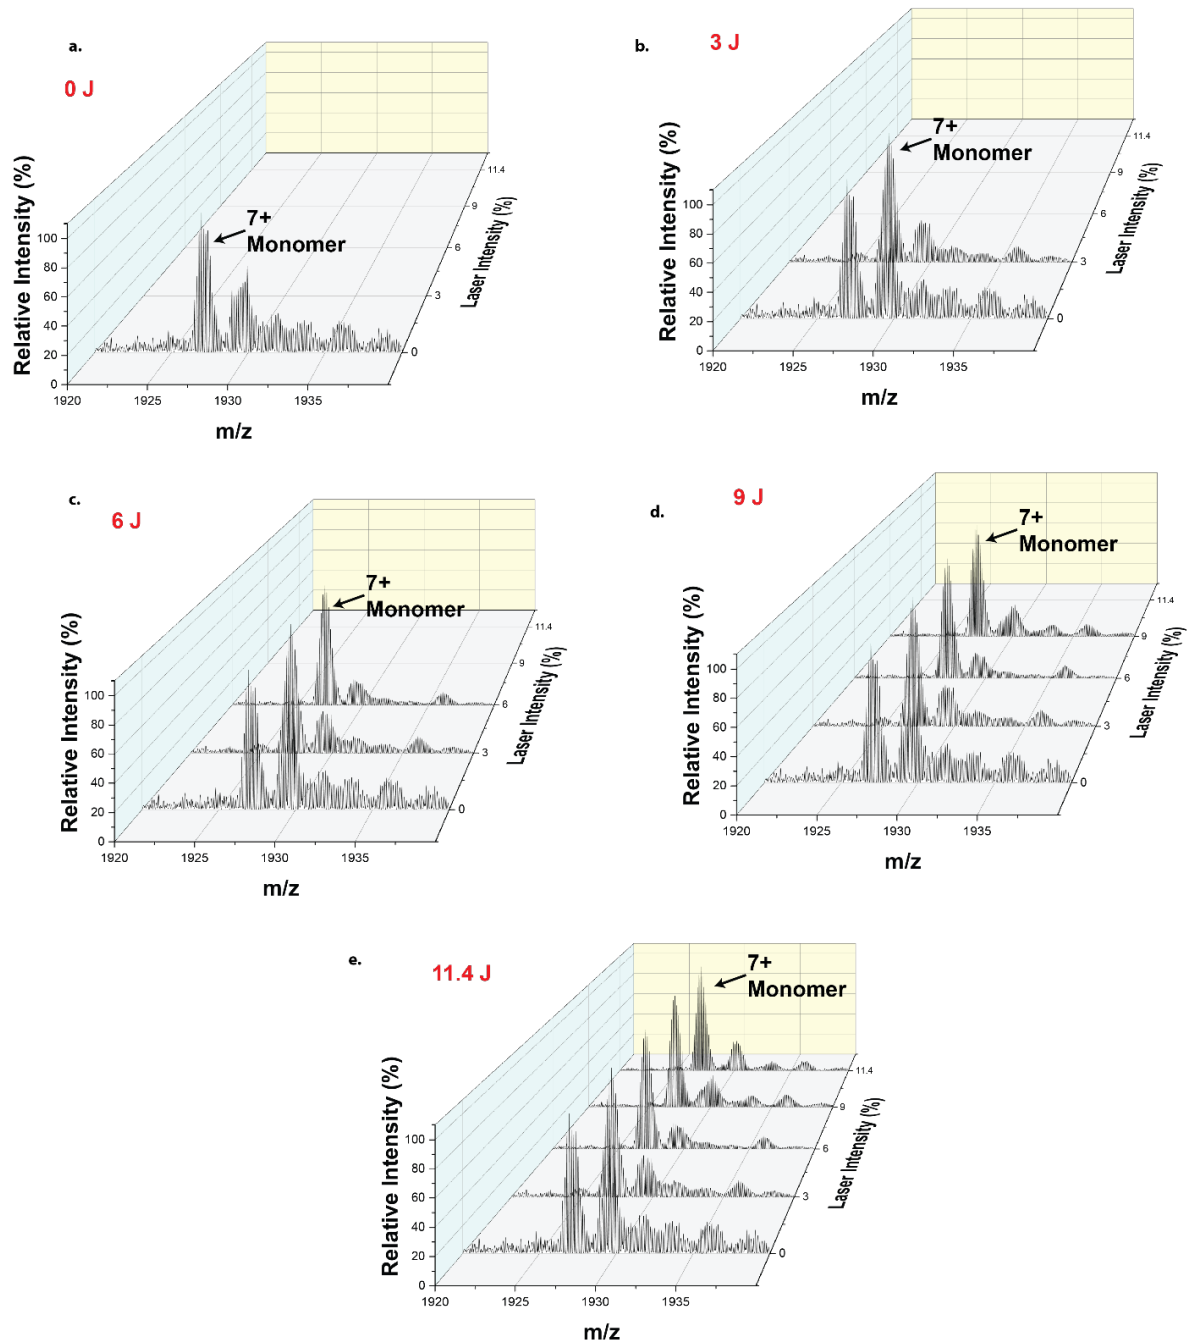 a.
0 J
7+
Monomer
Relative Intensity (%)
100
80
60
40
20
0
1920
1925
1930
1935
m/z
0
3
6
9
11.4
Laser Intensity (%)
b.
3 J
7+
Monomer
Relative Intensity (%)
100
80
60
40
20
0
1920
1925
1930
1935
m/z
0
3
6
9
11.4
Laser Intensity (%)
c.
6 J
7+
Monomer
Relative Intensity (%)
100
80
60
40
20
0
1920
1925
1930
1935
m/z
0
3
6
9
11.4
Laser Intensity (%)
d.
9 J
7+
Monomer
Relative Intensity (%)
100
80
60
40
20
0
1920
1925
1930
1935
m/z
0
3
6
9
11.4
Laser Intensity (%)
e.
11.4 J
7+
Monomer
Relative Intensity (%)
100
80
60
40
20
0
1920
1925
1930
1935
m/z
0
3
6
9
11.4
Laser Intensity (%)